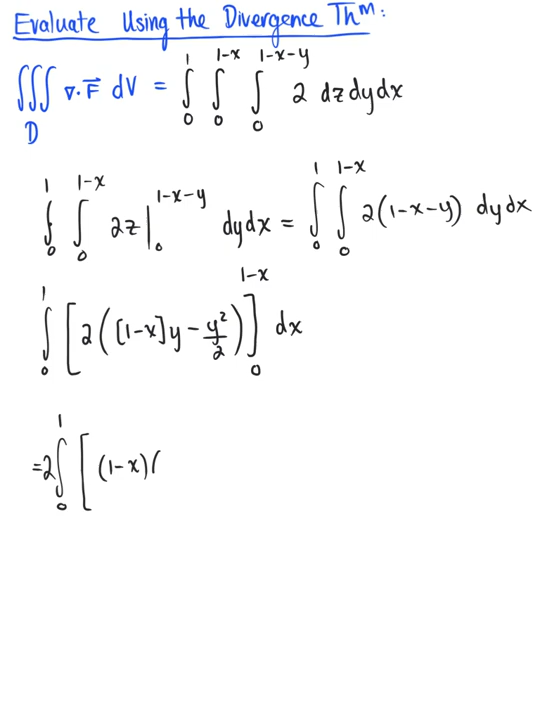 Evaluate Using the Divergence Thᵐ:
∭_D ∇·F⃗ dV = ∫₀¹ ∫₀^{1-x} ∫₀^{1-x-y} 2 dz dy dx
∫₀¹ ∫₀^{1-x} 2z|₀^{1-x-y} dy dx = ∫₀¹ ∫₀^{1-x} 2(1-x-y) dy dx
∫₀¹ [2([1-x]y - y²/2)]₀^{1-x} dx
=2∫₀¹ [(1-x)(